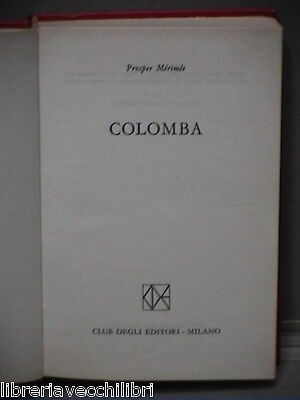 Prosper Mérimée
COLOMBA
CLUB DEGLI EDITORI - MILANO
libreriavecchilibri